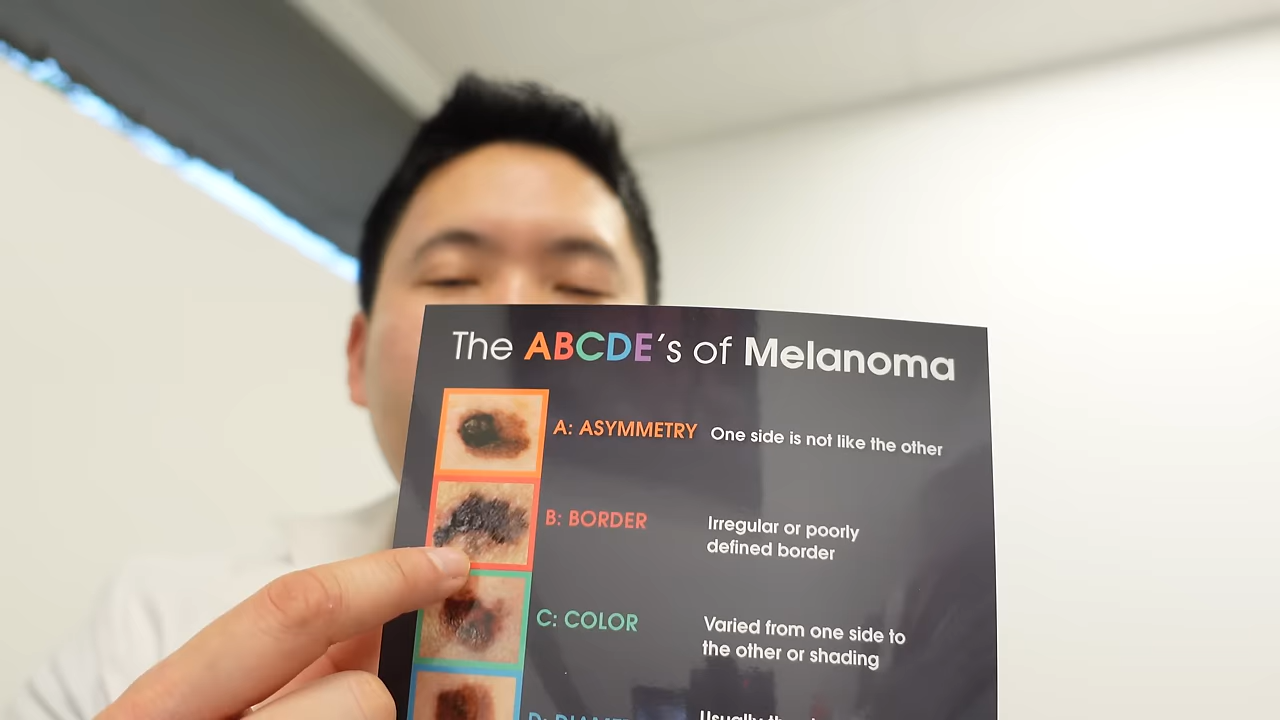 The ABCDE's of Melanoma
A: ASYMMETRY One side is not like the other
B: BORDER Irregular or poorly
defined border
C: COLOR Varied from one side to
the other or shading
D: